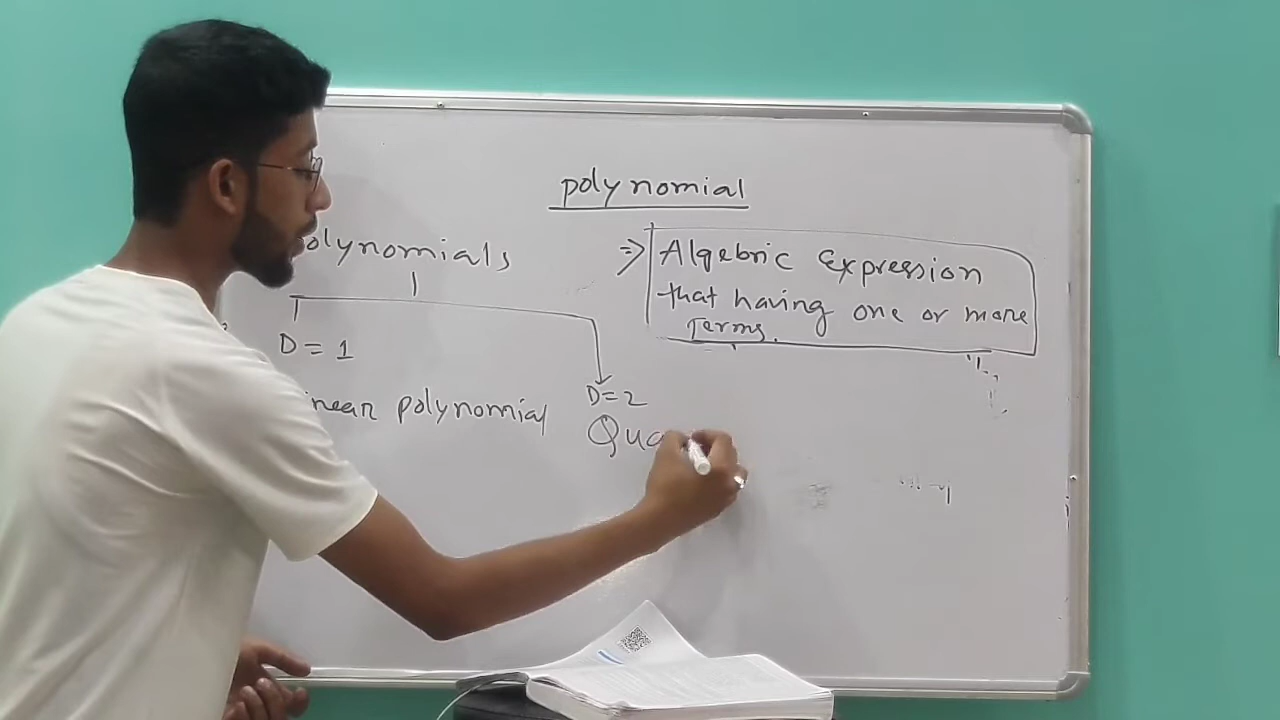 polynomial
olynomials
=> Algebric Expression
that having one or more
Terms.
D = 1
D=2
near polynomial
Qua